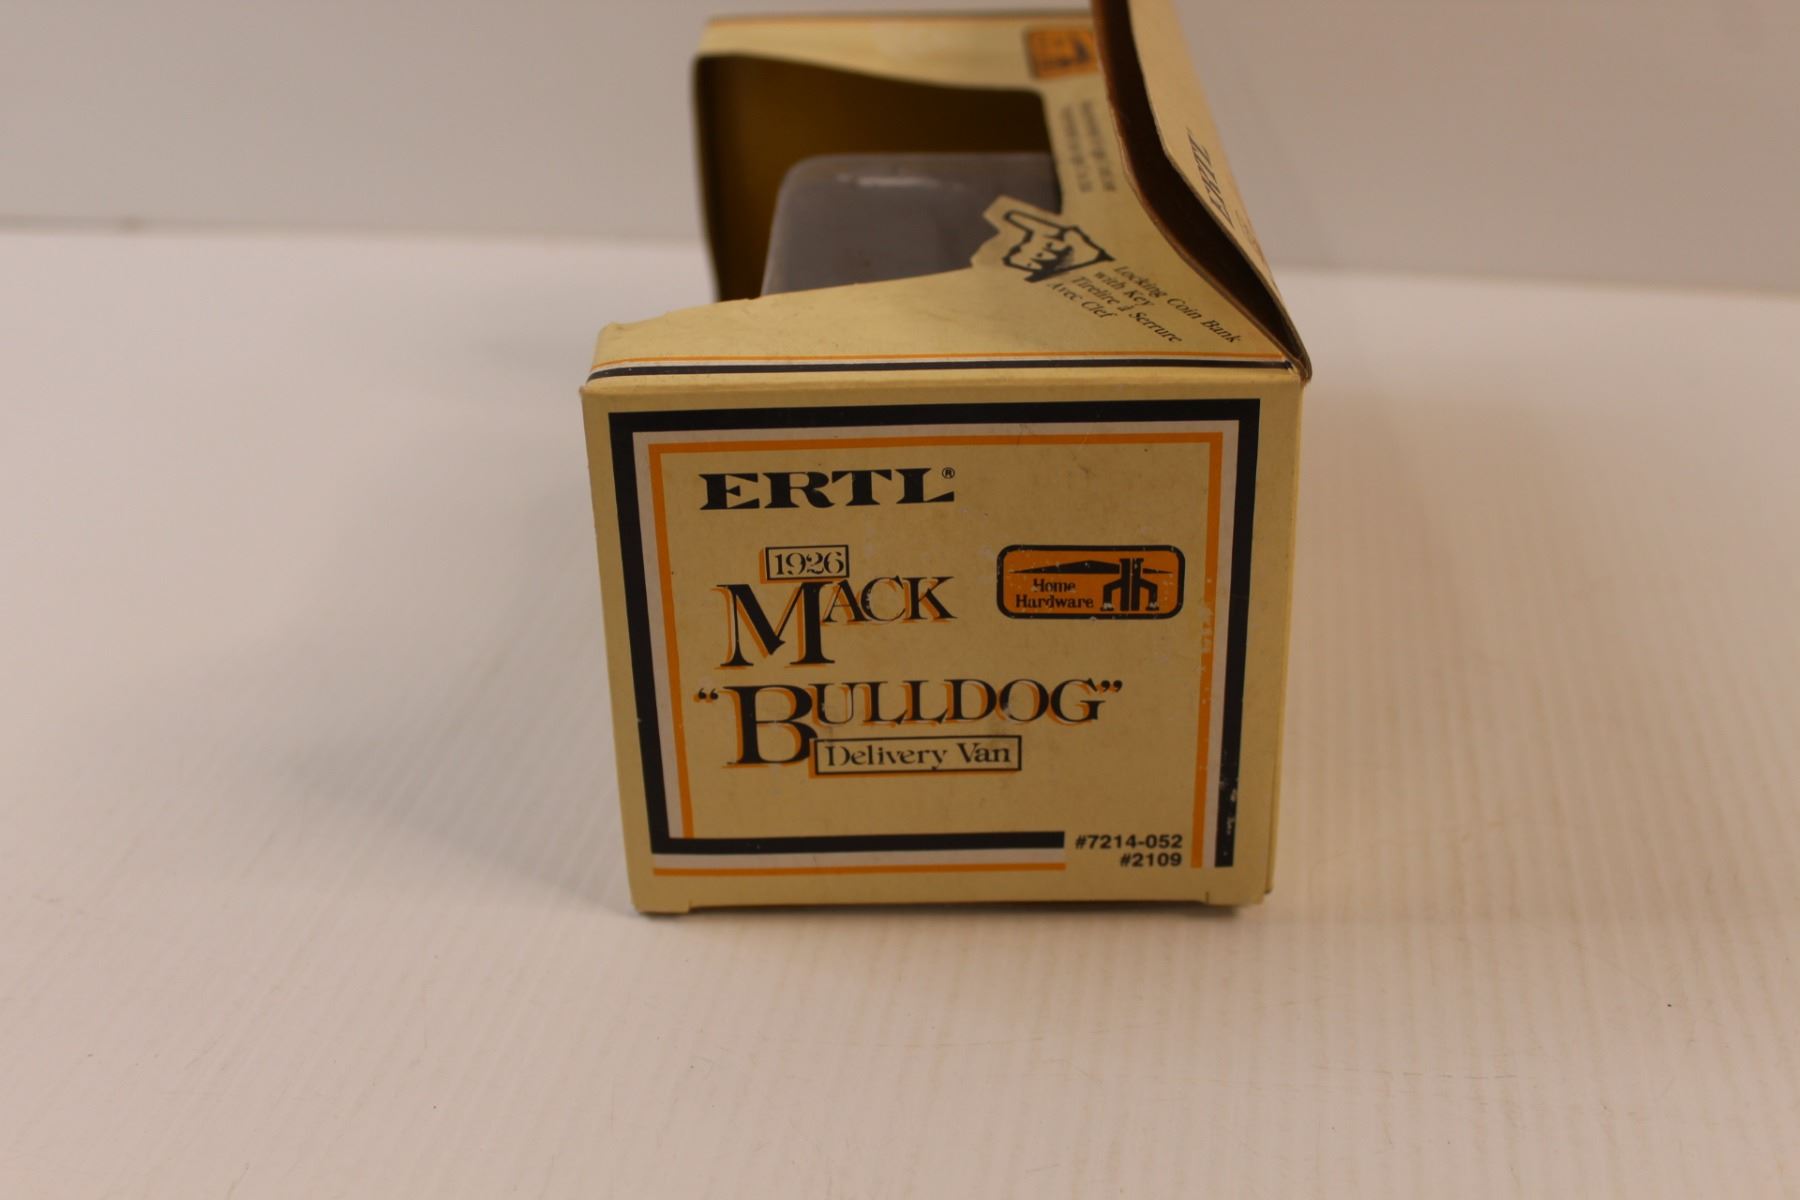 Locking Coin Bank
with Key
Tirelire à Serrure
Avec Clef
ERTL®
1926
MACK
Home
Hardware
“BULLDOG”
Delivery Van
#7214-052
#2109